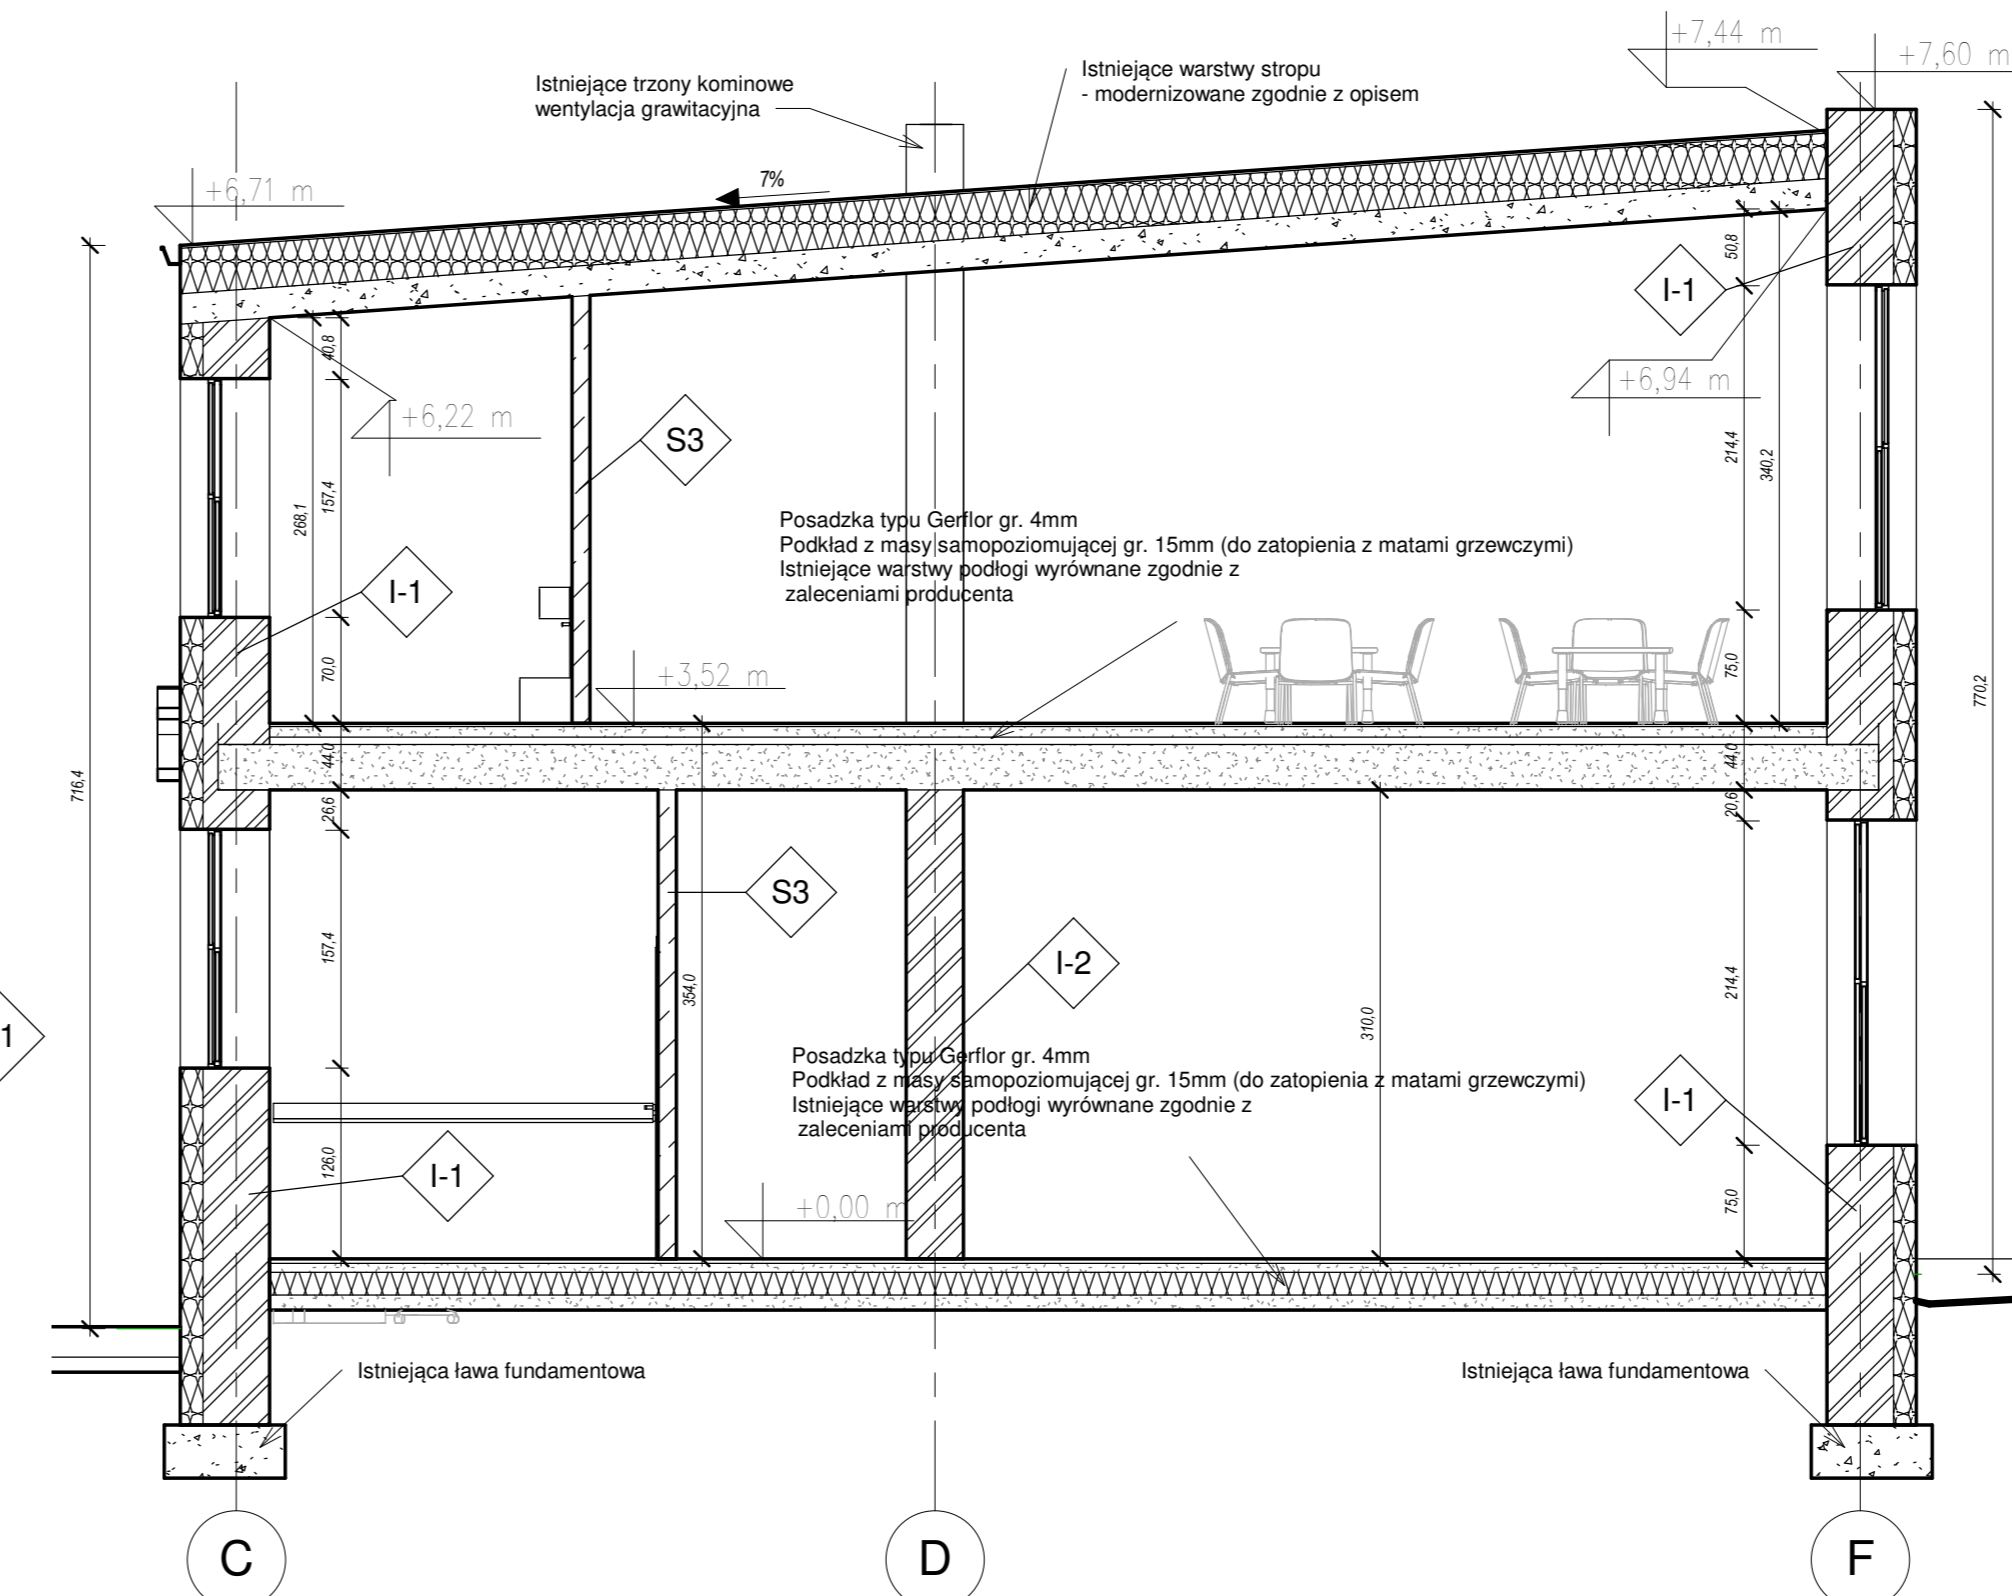 +7,44 m
+7,60 m
Istniejące trzony kominowe
wentylacja grawitacyjna
Istniejące warstwy stropu
- modernizowane zgodnie z opisem
7%
+6,71 m
50,8
I-1
40,8
+6,22 m
+6,94 m
S3
268,1
157,4
214,4
340,2
Posadzka typu Gerflor gr. 4mm
Podkład z masy samopoziomującej gr. 15mm (do zatopienia z matami grzewczymi)
Istniejące warstwy podłogi wyrównane zgodnie z
zaleceniami producenta
I-1
70,0
+3,52 m
75,0
770,2
716,4
44,0
44,0
26,6
20,6
S3
157,4
354,0
I-2
310,0
214,4
1
Posadzka typu Gerflor gr. 4mm
Podkład z masy samopoziomującej gr. 15mm (do zatopienia z matami grzewczymi)
Istniejące warstwy podłogi wyrównane zgodnie z
zaleceniami producenta
I-1
126,0
I-1
75,0
+0,00 m
Istniejąca ława fundamentowa
Istniejąca ława fundamentowa
C
D
F